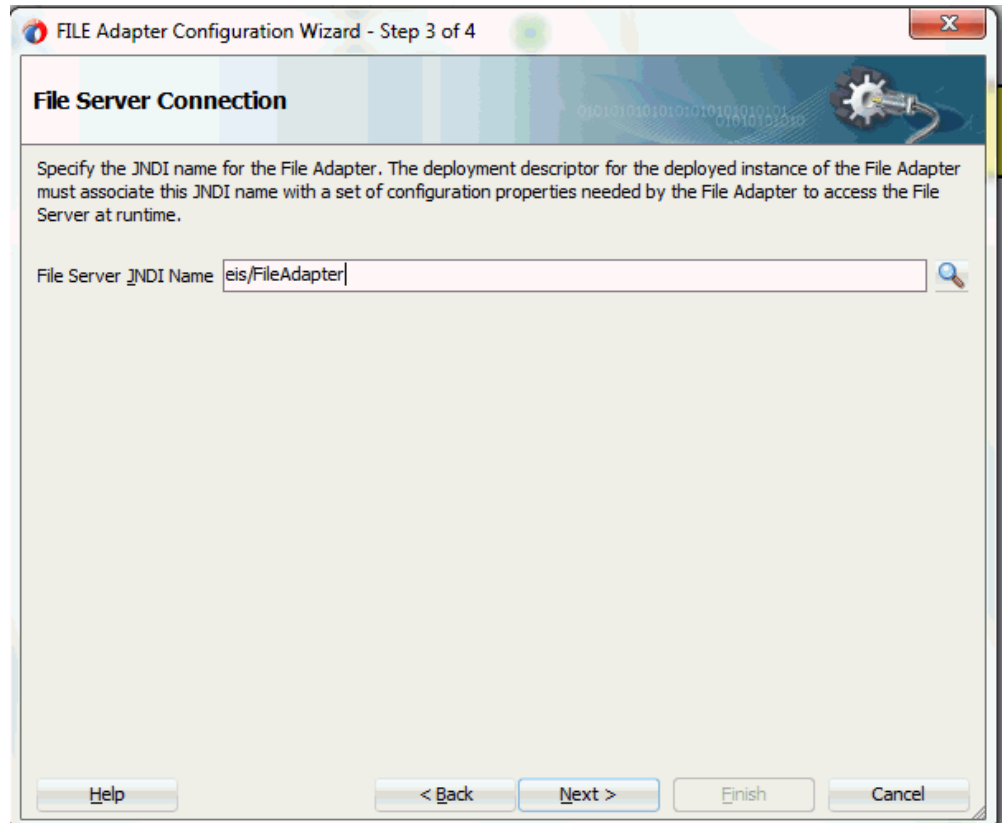 FILE Adapter Configuration Wizard - Step 3 of 4
File Server Connection
Specify the JNDI name for the File Adapter. The deployment descriptor for the deployed instance of the File Adapter
must associate this JNDI name with a set of configuration properties needed by the File Adapter to access the File
Server at runtime.
File Server JNDI Name eis/FileAdapter
Help < Back Next > Finish Cancel